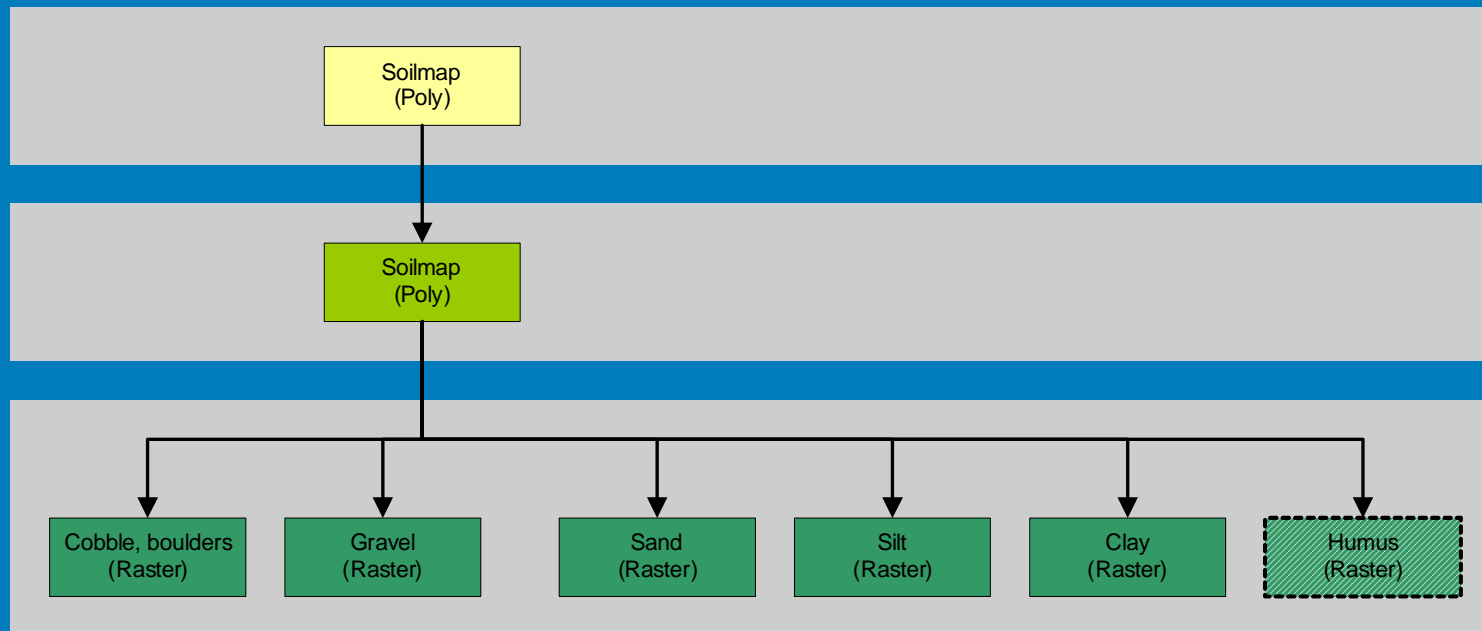 Soilmap
(Poly)
Soilmap
(Poly)
Cobble, boulders
(Raster)
Gravel
(Raster)
Sand
(Raster)
Silt
(Raster)
Clay
(Raster)
Humus
(Raster)